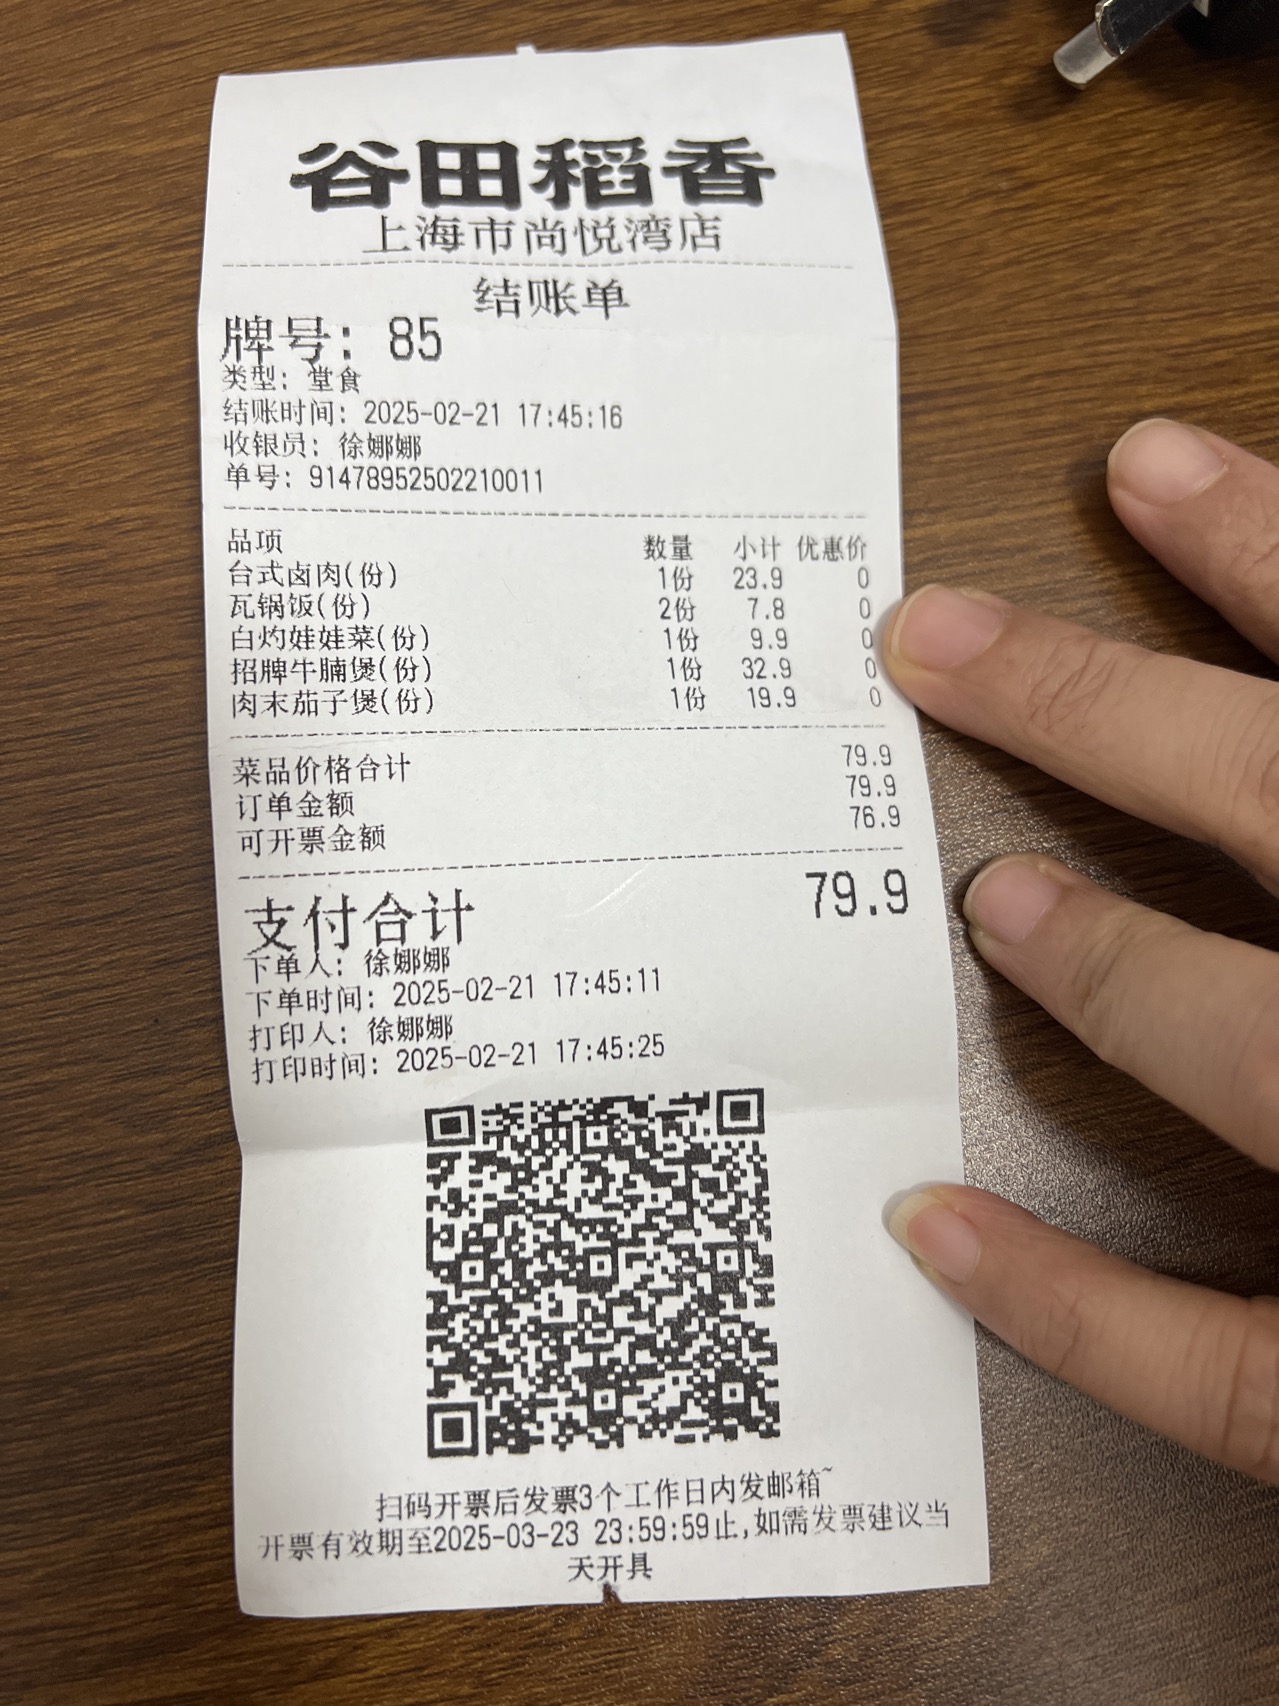 谷田稻香
上海市尚悦湾店
结账单
牌号: 85
类型: 堂食
结账时间: 2025-02-21 17:45:16
收银员: 徐娜娜
单号: 91478952502210011
品项 数量 小计 优惠价
台式卤肉(份) 1份 23.9 0
瓦锅饭(份) 2份 7.8 0
白灼娃娃菜(份) 1份 9.9 0
招牌牛腩煲(份) 1份 32.9 0
肉末茄子煲(份) 1份 19.9 0
菜品价格合计 79.9
订单金额 79.9
可开票金额 76.9
支付合计 79.9
下单人: 徐娜娜
下单时间: 2025-02-21 17:45:11
打印人: 徐娜娜
打印时间: 2025-02-21 17:45:25
扫码开票后发票3个工作日内发邮箱~
开票有效期至2025-03-23 23:59:59止,如需发票建议当
天开具